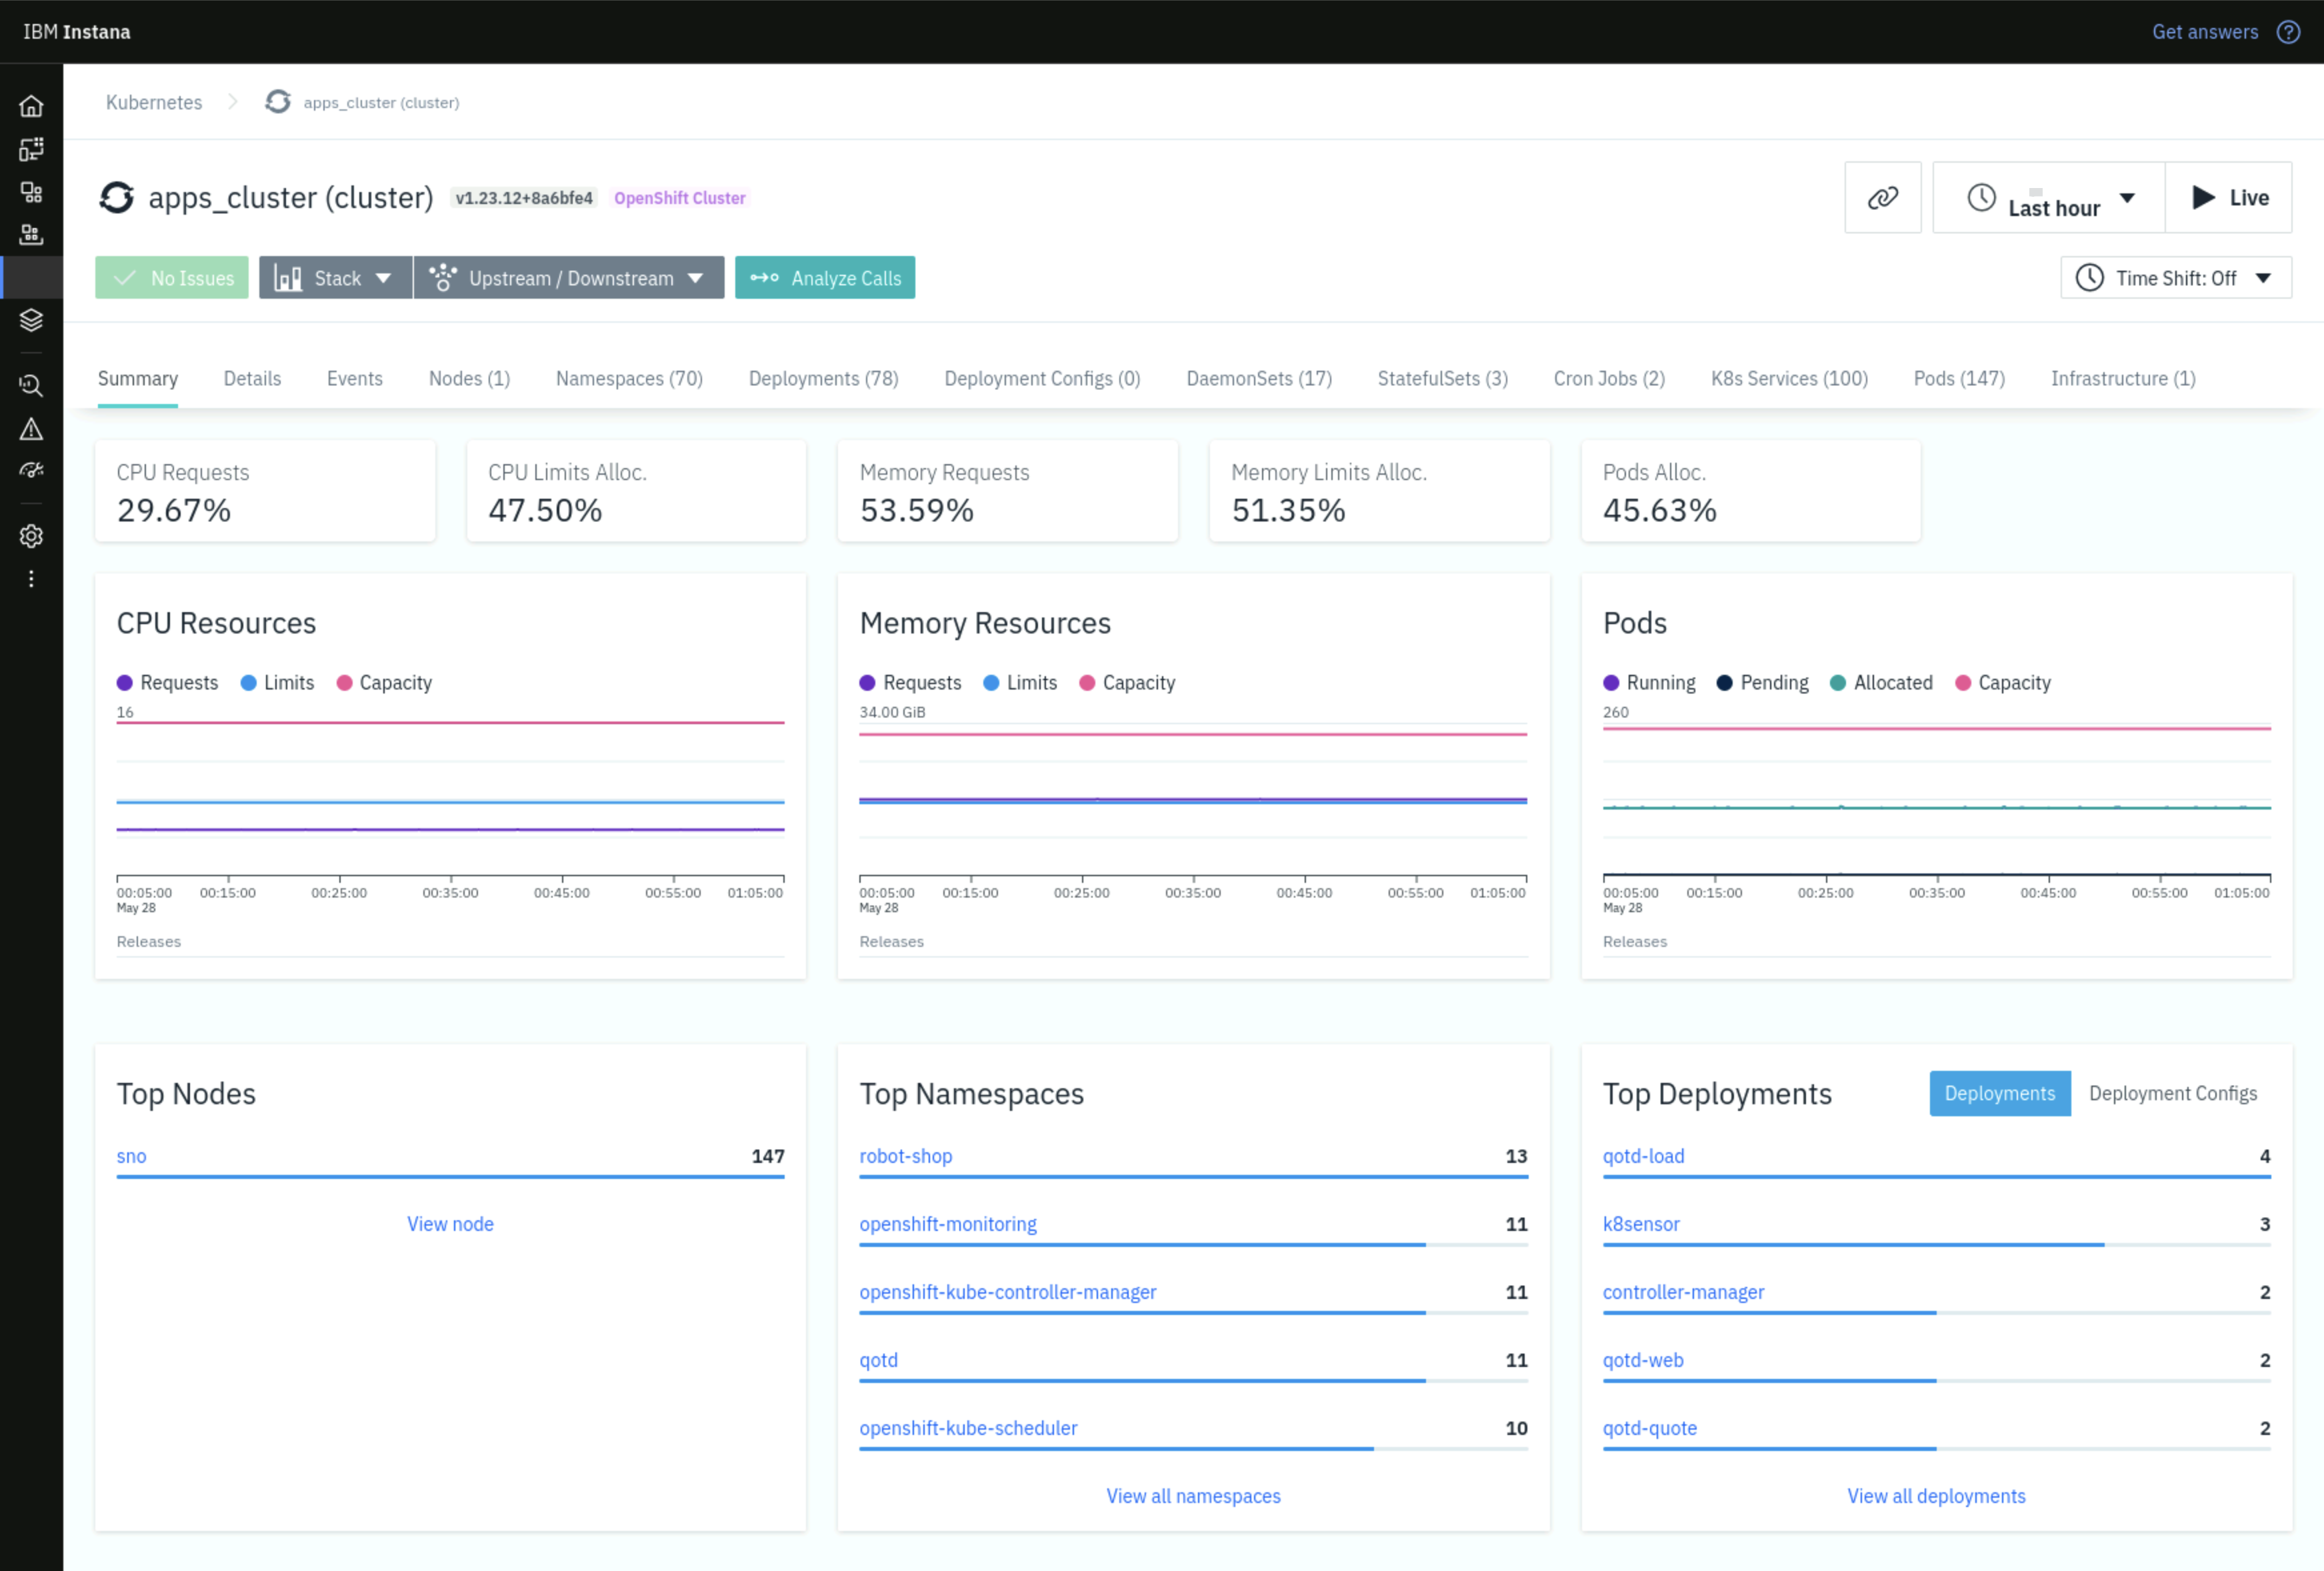 IBM Instana
Get answers
Kubernetes
apps_cluster (cluster)
apps_cluster (cluster)
v1.23.12+8a6bfe4
OpenShift Cluster
Last hour
Live
No Issues
Stack
Upstream / Downstream
Analyze Calls
Time Shift: Off
Summary
Details
Events
Nodes (1)
Namespaces (70)
Deployments (78)
Deployment Configs (0)
DaemonSets (17)
StatefulSets (3)
Cron Jobs (2)
K8s Services (100)
Pods (147)
Infrastructure (1)
CPU Requests
29.67%
CPU Limits Alloc.
47.50%
Memory Requests
53.59%
Memory Limits Alloc.
51.35%
Pods Alloc.
45.63%
CPU Resources
Requests Limits Capacity
16
00:05:00 00:15:00 00:25:00 00:35:00 00:45:00 00:55:00 01:05:00
May 28
Releases
Memory Resources
Requests Limits Capacity
34.00 GiB
00:05:00 00:15:00 00:25:00 00:35:00 00:45:00 00:55:00 01:05:00
May 28
Releases
Pods
Running Pending Allocated Capacity
260
00:05:00 00:15:00 00:25:00 00:35:00 00:45:00 00:55:00 01:05:00
May 28
Releases
Top Nodes
sno 147
View node
Top Namespaces
robot-shop 13
openshift-monitoring 11
openshift-kube-controller-manager 11
qotd 11
openshift-kube-scheduler 10
View all namespaces
Top Deployments
Deployments
Deployment Configs
qotd-load 4
k8sensor 3
controller-manager 2
qotd-web 2
qotd-quote 2
View all deployments